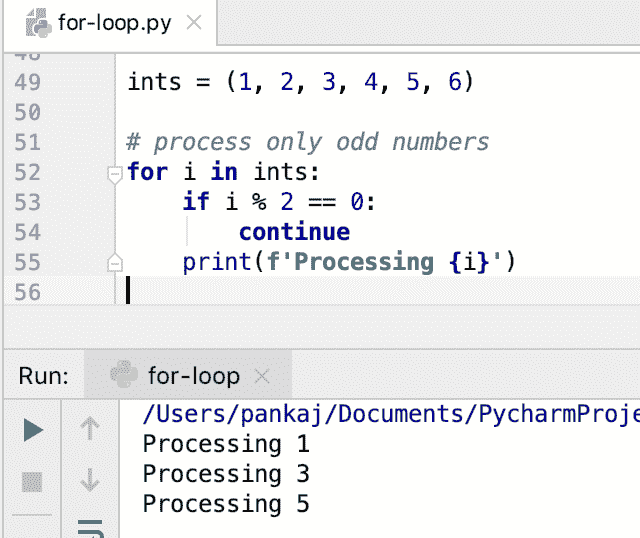 for-loop.py
48
49 ints = (1, 2, 3, 4, 5, 6)
50
51 # process only odd numbers
52 for i in ints:
53     if i % 2 == 0:
54         continue
55     print(f'Processing {i}')
56
Run: for-loop
/Users/pankaj/Documents/PycharmProje
Processing 1
Processing 3
Processing 5